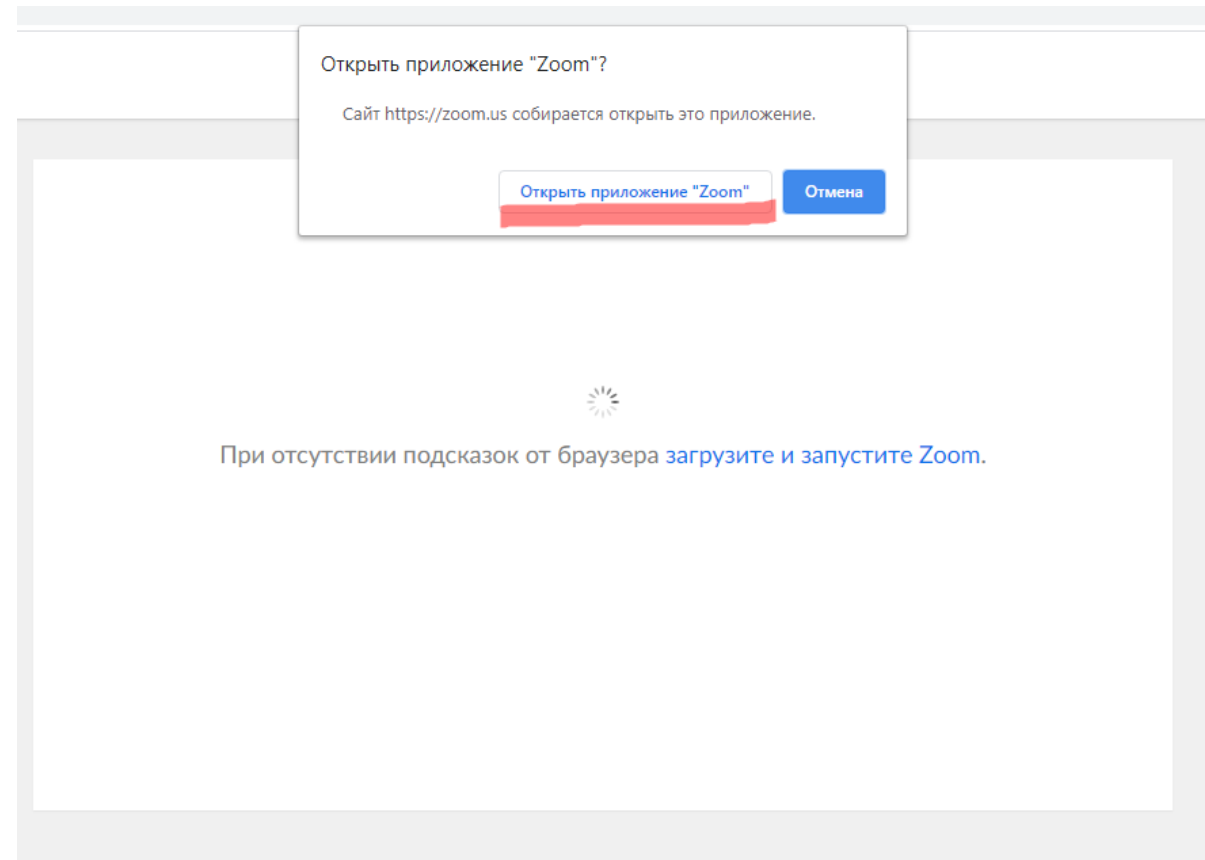 Открыть приложение "Zoom"?
Сайт https://zoom.us собирается открыть это приложение.
Открыть приложение "Zoom" Отмена
При отсутствии подсказок от браузера загрузите и запустите Zoom.